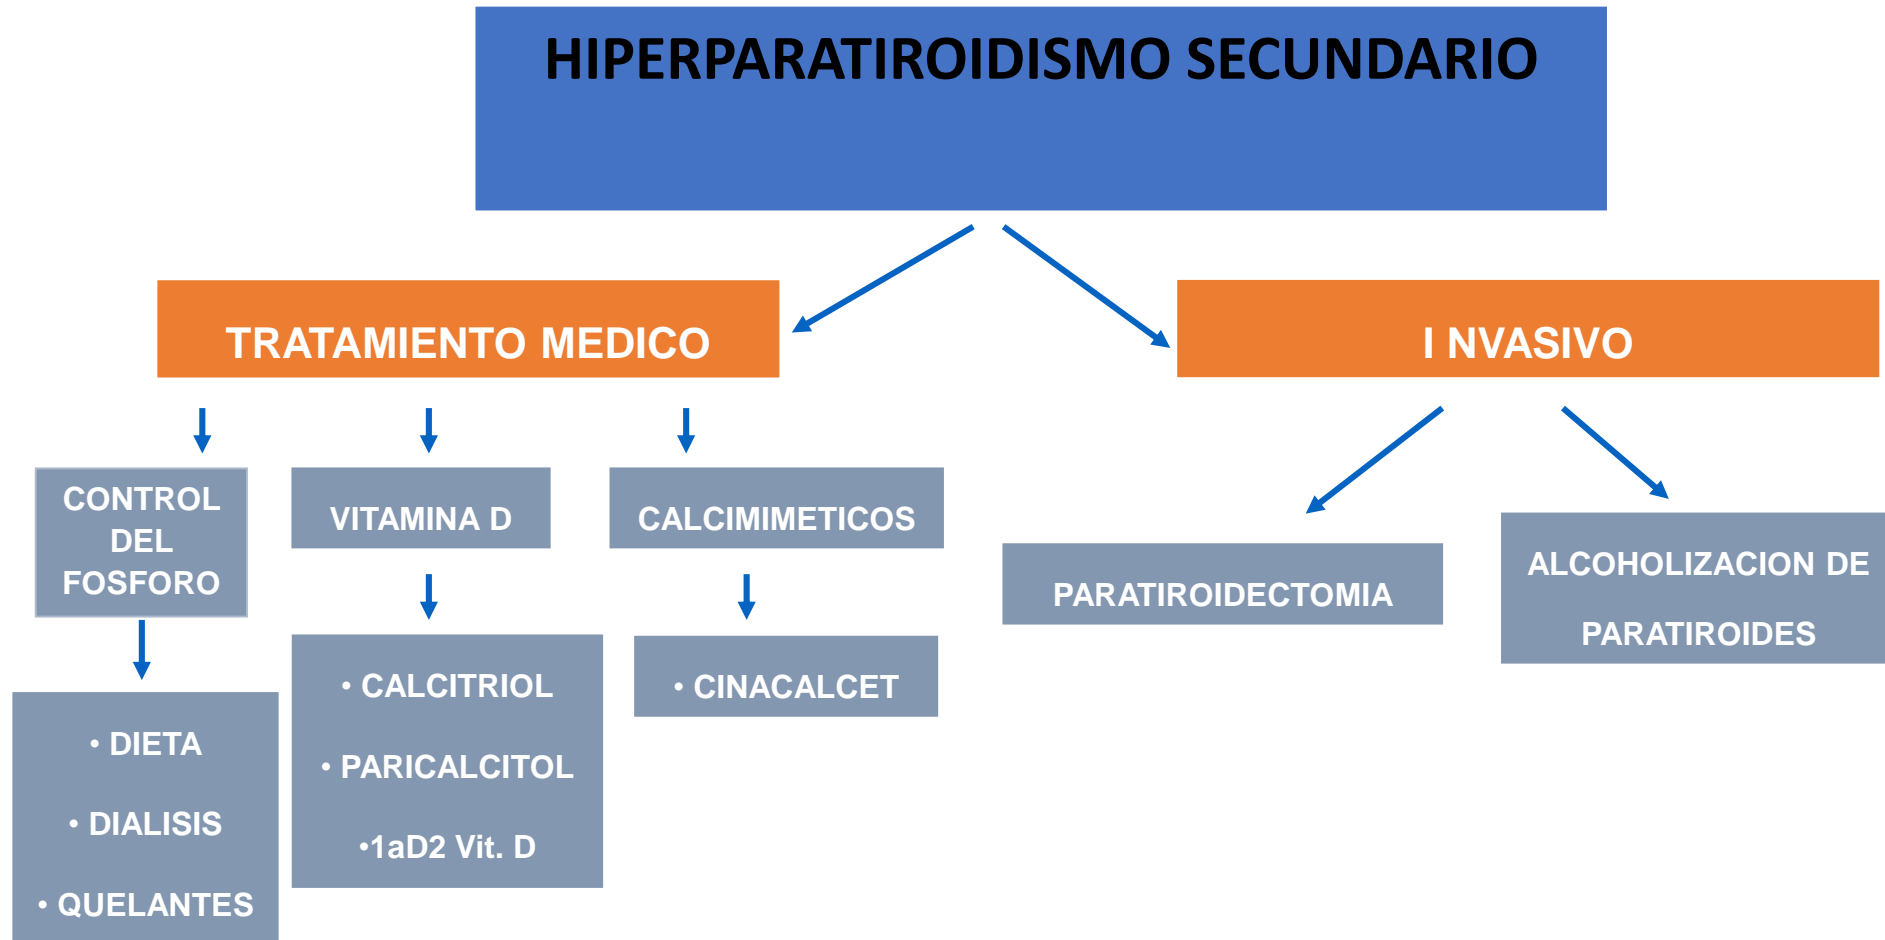 HIPERPARATIROIDISMO SECUNDARIO
TRATAMIENTO MEDICO
I NVASIVO
CONTROL
DEL
FOSFORO
VITAMINA D
CALCIMIMETICOS
PARATIROIDECTOMIA
ALCOHOLIZACION DE
PARATIROIDES
• DIETA
• DIALISIS
• QUELANTES
• CALCITRIOL
• PARICALCITOL
•1aD2 Vit. D
• CINACALCET